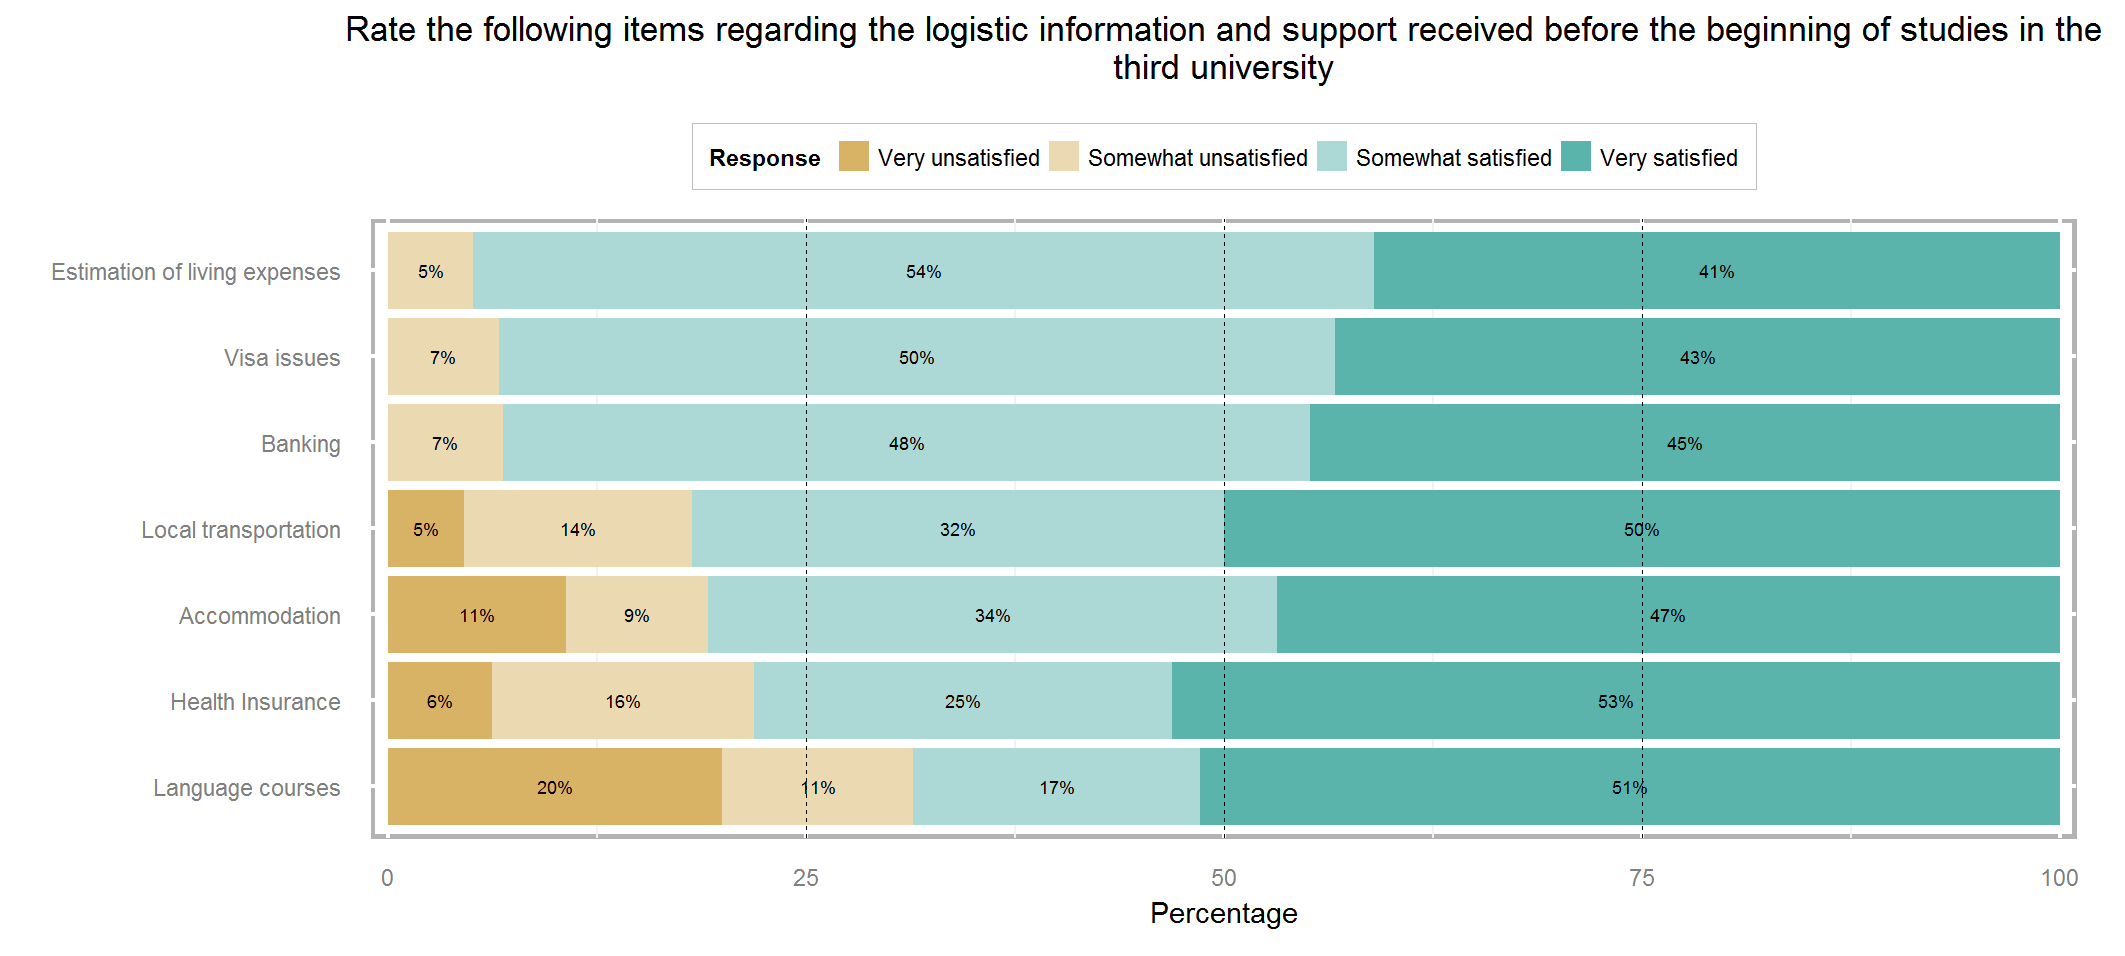 Rate the following items regarding the logistic information and support received before the beginning of studies in the
third university
Response Very unsatisfied Somewhat unsatisfied Somewhat satisfied Very satisfied
Estimation of living expenses 5% 54% 41%
Visa issues 7% 50% 43%
Banking 7% 48% 45%
Local transportation 5% 14% 32% 50%
Accommodation 11% 9% 34% 47%
Health Insurance 6% 16% 25% 53%
Language courses 20% 11% 17% 51%
0 25 50 75 100
Percentage